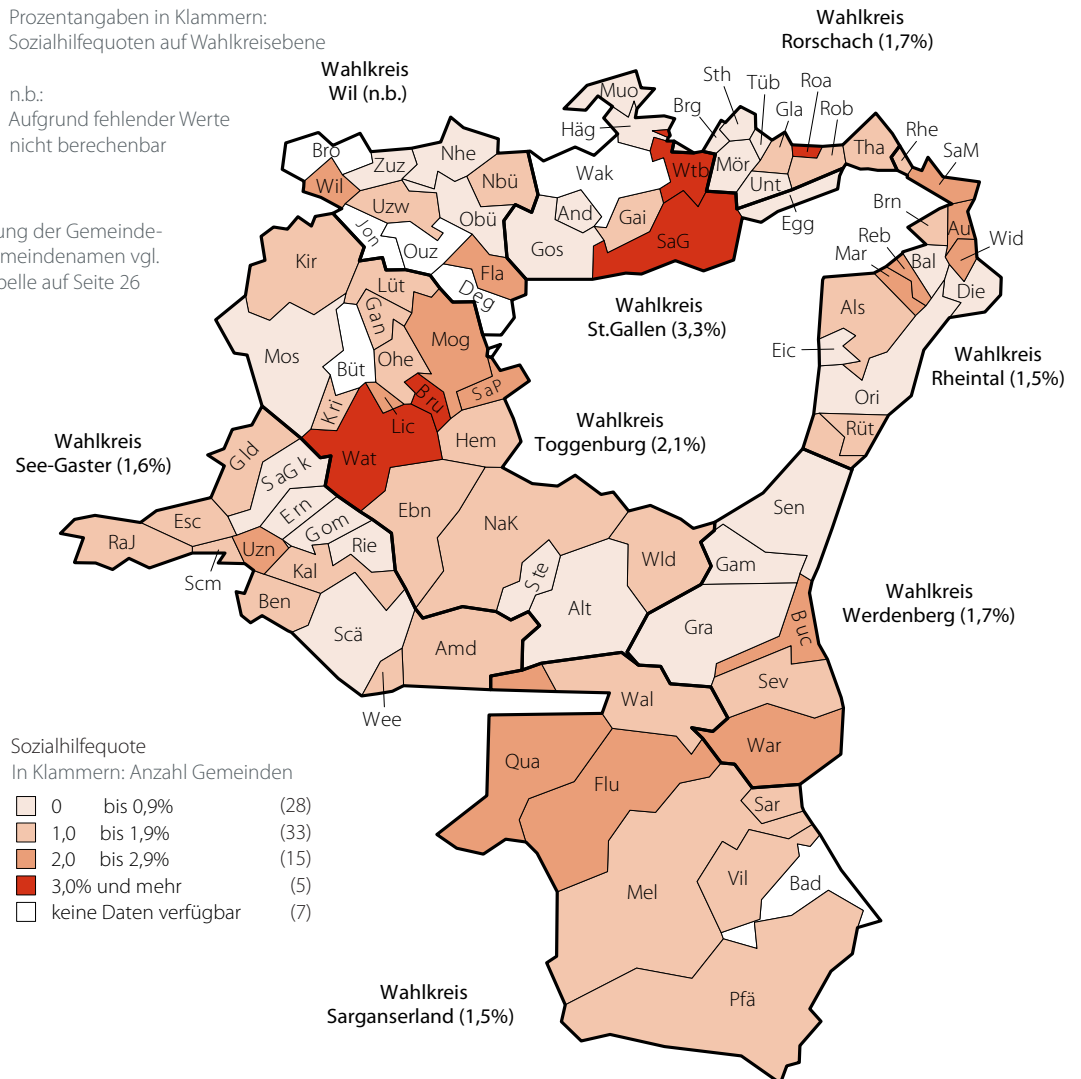 Prozentangaben in Klammern:
Sozialhilfequoten auf Wahlkreisebene
n.b.:
Aufgrund fehlender Werte
nicht berechenbar
ung der Gemeinde-
meindenamen vgl.
belle auf Seite 26
Wahlkreis
Wil (n.b.)
Wahlkreis
Rorschach (1,7%)
Muo
Häg
Sth
Brg
Tüb
Gla
Roa
Rob
Rhe
SaM
Tha
Bro
Zuz
Nhe
Wil
Nbü
Uzw
Obü
Jon
Ouz
Fla
Deg
Wak
And
Gai
Gos
Wtb
SaG
Mör
Unt
Egg
Brn
Au
Wid
Reb
Mar
Bal
Die
Als
Eic
Ori
Rüt
Wahlkreis
St.Gallen (3,3%)
Wahlkreis
Rheintal (1,5%)
Kir
Lüt
Gan
Mos
Büt
Ohe
Mog
Bru
SaP
Kri
Lic
Hem
Wat
Wahlkreis
Toggenburg (2,1%)
Wahlkreis
See-Gaster (1,6%)
Gld
SaGk
Ern
Gom
Rie
Esc
RaJ
Scm
Uzn
Kal
Ben
Scä
Wee
Amd
Ebn
NaK
Ste
Alt
Wld
Sen
Gam
Gra
Buc
Sev
War
Wahlkreis
Werdenberg (1,7%)
Wal
Qua
Flu
Sar
Mel
Vil
Bad
Pfä
Wahlkreis
Sarganserland (1,5%)
Sozialhilfequote
In Klammern: Anzahl Gemeinden
0 bis 0,9% (28)
1,0 bis 1,9% (33)
2,0 bis 2,9% (15)
3,0% und mehr (5)
keine Daten verfügbar (7)